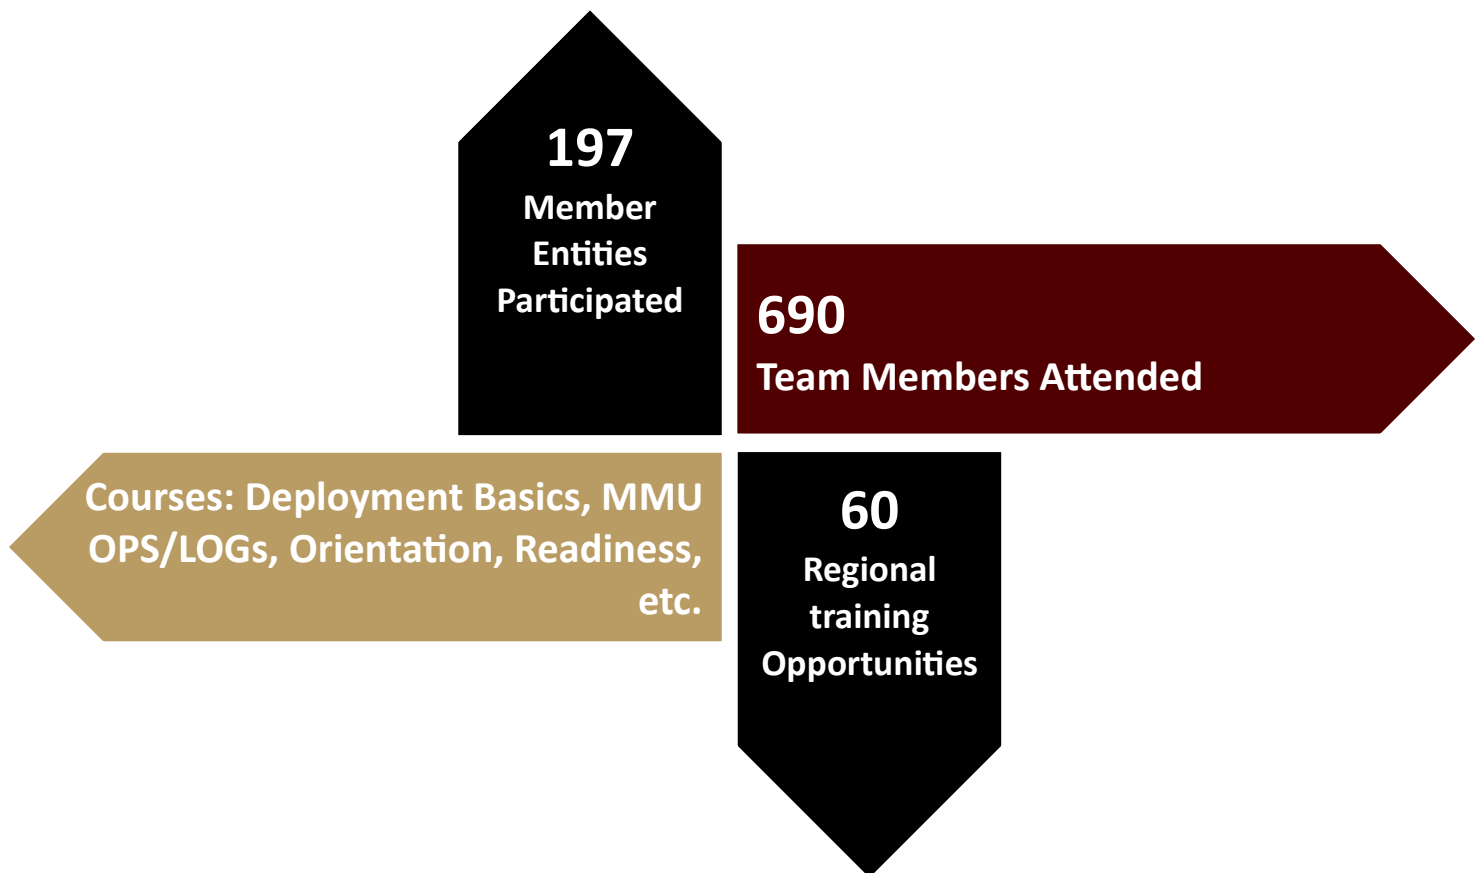 197
Member
Entities
Participated
690
Team Members Attended
Courses: Deployment Basics, MMU
OPS/LOGs, Orientation, Readiness,
etc.
60
Regional
training
Opportunities